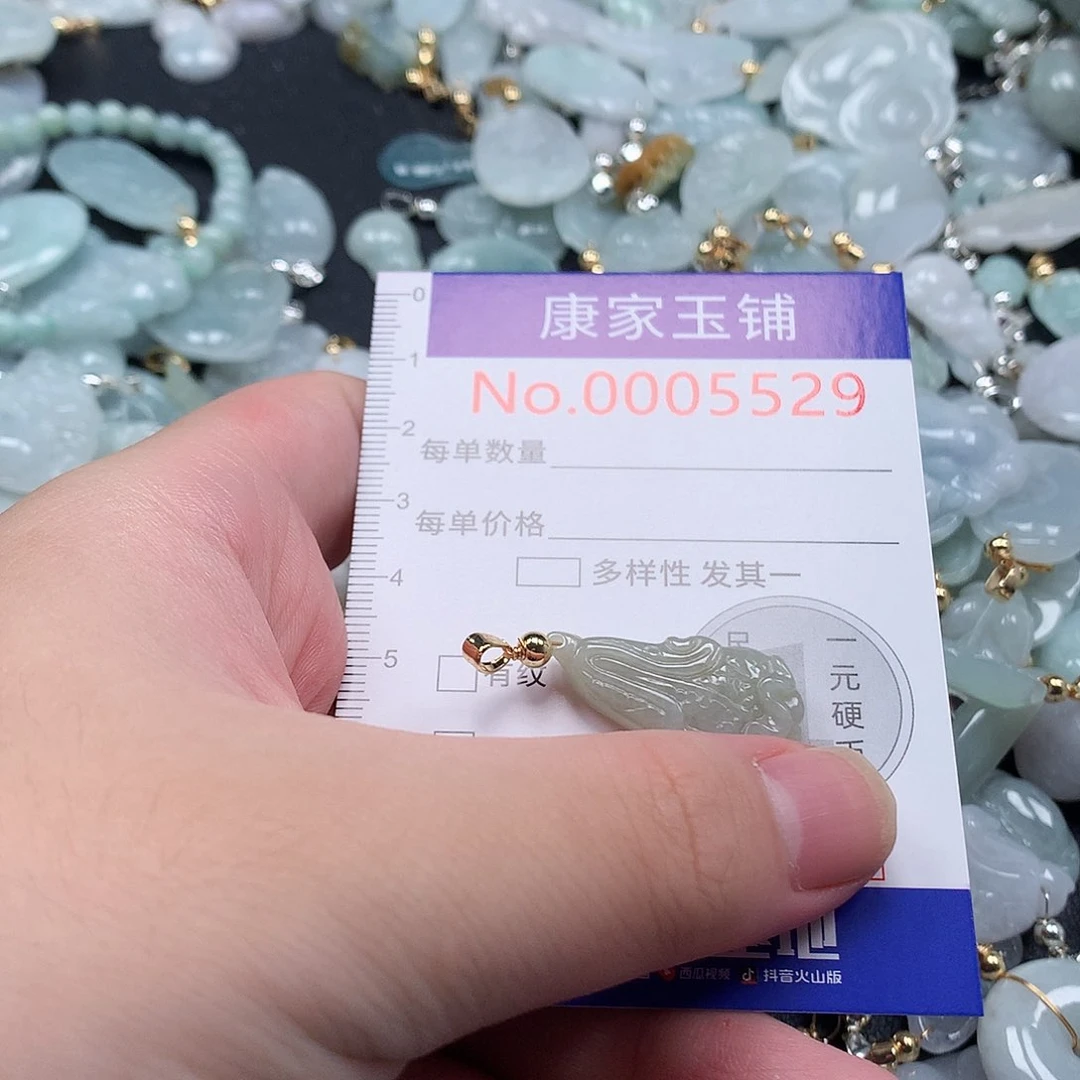 0
康家玉铺
1
No.0005529
2
每单数量
3
每单价格
4
多样性 发其一
一
5
有纹
元
硬
西瓜视频 抖音火山版